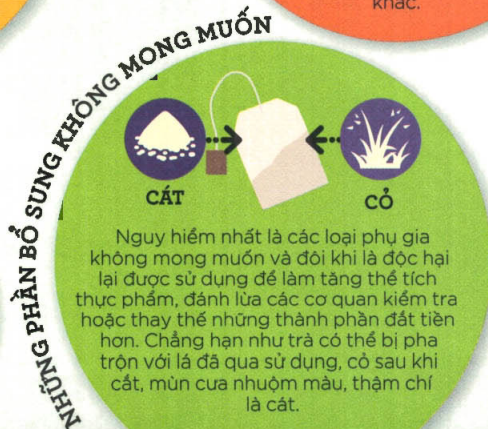 khác.
NHỮNG PHẦN BỔ SUNG KHÔNG MONG MUỐN
CÁT
CỎ
Nguy hiểm nhất là các loại phụ gia
không mong muốn và đôi khi là độc hại
lại được sử dụng để làm tăng thể tích
thực phẩm, đánh lừa các cơ quan kiểm tra
hoặc thay thế những thành phần đắt tiền
hơn. Chẳng hạn như trà có thể bị pha
trộn với lá đã qua sử dụng, cỏ sau khi
cắt, mùn cưa nhuộm màu, thậm chí
là cát.